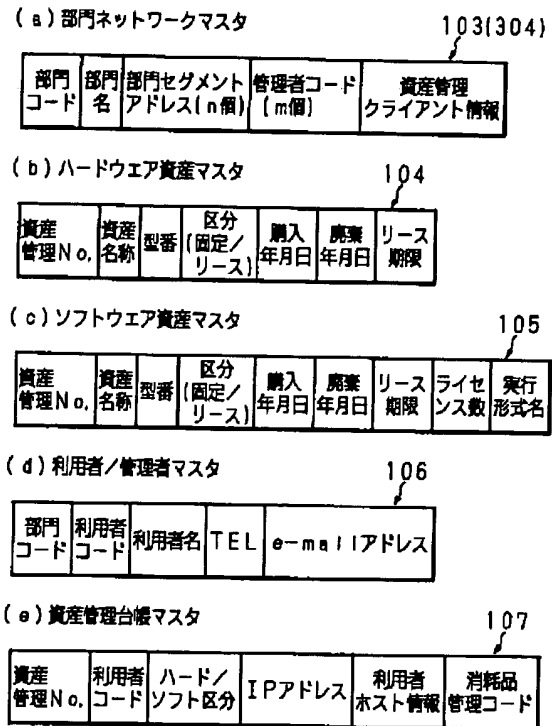 (a)部門ネットワークマスタ
103(304)
部門コード 部門名 部門セグメントアドレス(n個) 管理者コード(m個) 資産管理クライアント情報
(b)ハードウェア資産マスタ
104
資産管理No. 資産名称 型番 区分(固定/リース) 購入年月日 廃棄年月日 リース期限
(c)ソフトウェア資産マスタ
105
資産管理No. 資産名称 型番 区分(固定/リース) 購入年月日 廃棄年月日 リース期限 ライセンス数 実行形式名
(d)利用者/管理者マスタ
106
部門コード 利用者コード 利用者名 TEL e-mailアドレス
(e)資産管理台帳マスタ
107
資産管理No. 利用者コード ハード/ソフト区分 IPアドレス 利用者ホスト情報 消耗品管理コード